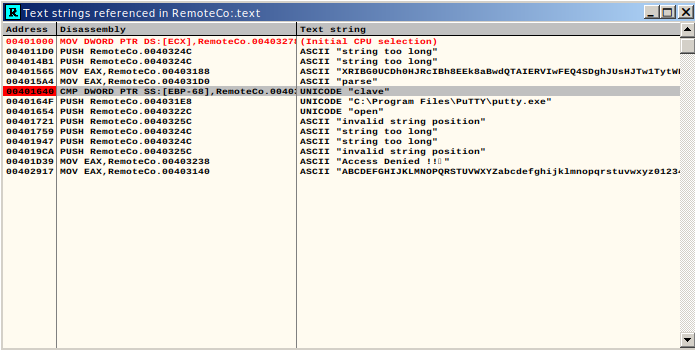 R Text strings referenced in RemoteCo:.text
Address Disassembly Text string
00401000 MOV DWORD PTR DS:[ECX],RemoteCo.00403278 (Initial CPU selection)
004011D0 PUSH RemoteCo.0040324C ASCII "string too long"
004014B1 PUSH RemoteCo.0040324C ASCII "string too long"
00401565 MOV EAX,RemoteCo.00403188 ASCII "XRIBG0UCDh0HJRcIBh8EEk8aBwdQTAIERVIwFEQ4SDghJUsHJTw1TytW
004015A4 MOV EAX,RemoteCo.004031D0 ASCII "parse"
00401649 CMP DWORD PTR SS:[EBP-68],RemoteCo.0040 UNICODE "clave"
0040164F PUSH RemoteCo.004031E8 UNICODE "C:\Program Files\PuTTY\putty.exe"
00401654 PUSH RemoteCo.0040322C UNICODE "open"
00401721 PUSH RemoteCo.0040325C ASCII "invalid string position"
00401759 PUSH RemoteCo.0040324C ASCII "string too long"
00401947 PUSH RemoteCo.0040324C ASCII "string too long"
004019CA PUSH RemoteCo.0040325C ASCII "invalid string position"
00401D39 MOV EAX,RemoteCo.00403238 ASCII "Access Denied !!"
00402917 MOV EAX,RemoteCo.00403140 ASCII "ABCDEFGHIJKLMNOPQRSTUVWXYZabcdefghijklmnopqrstuvwxyz01234